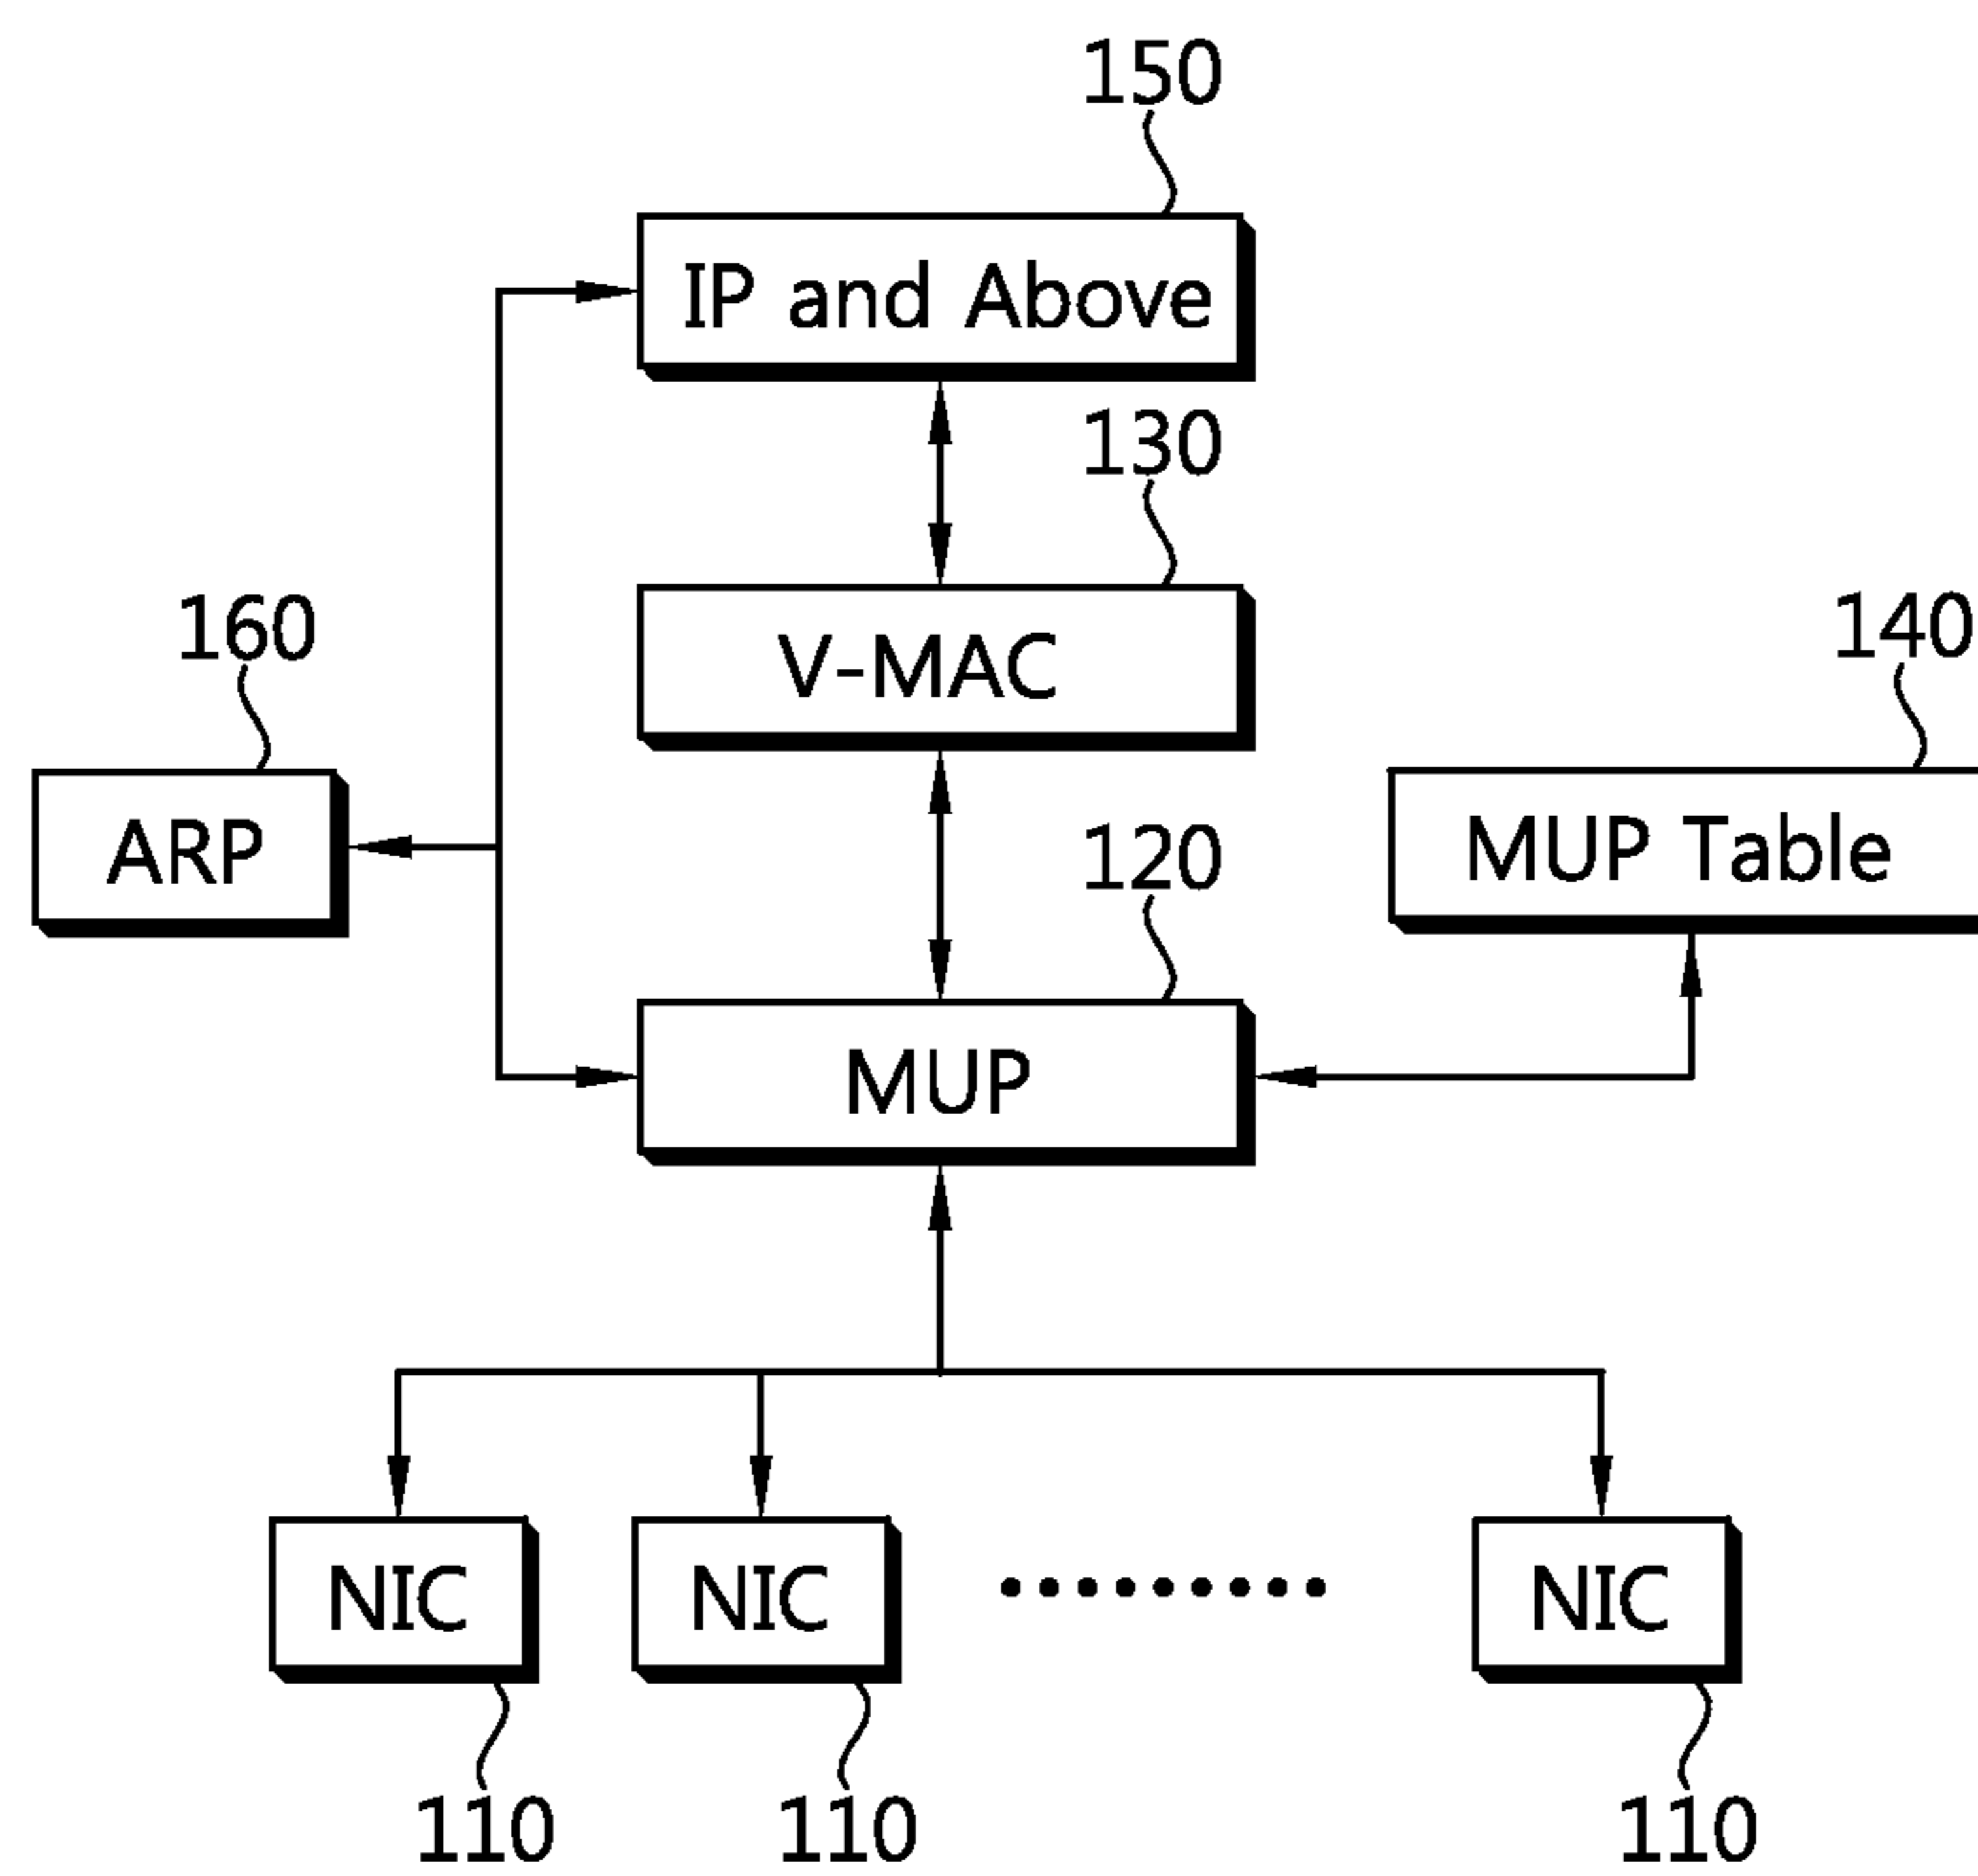 150
IP and Above
130
V-MAC
160
140
ARP
MUP Table
120
MUP
NIC
NIC
NIC
110
110
110